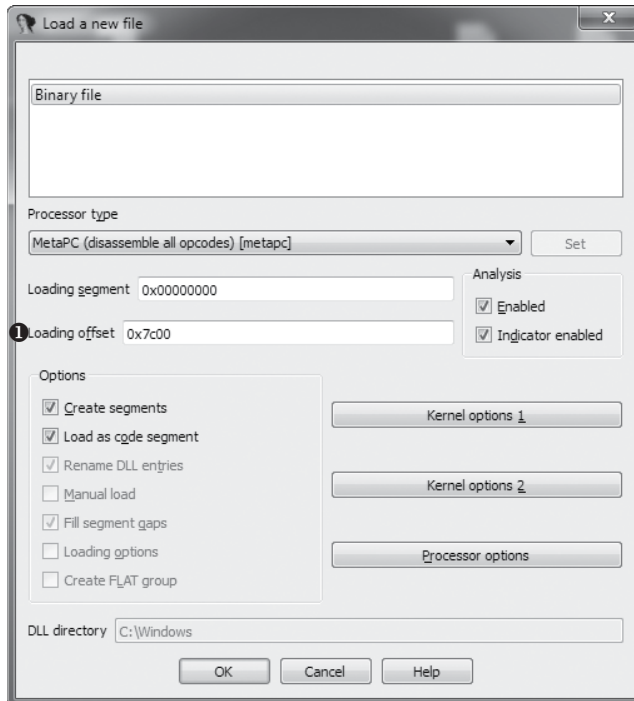 Load a new file
x
Binary file
Processor type
MetaPC (disassemble all opcodes) [metapc]
Set
Loading segment 0x00000000
Analysis
Enabled
Indicator enabled
❶ Loading offset 0x7c00
Options
Create segments
Load as code segment
Rename DLL entries
Manual load
Fill segment gaps
Loading options
Create FLAT group
Kernel options 1
Kernel options 2
Processor options
DLL directory C:\Windows
OK Cancel Help